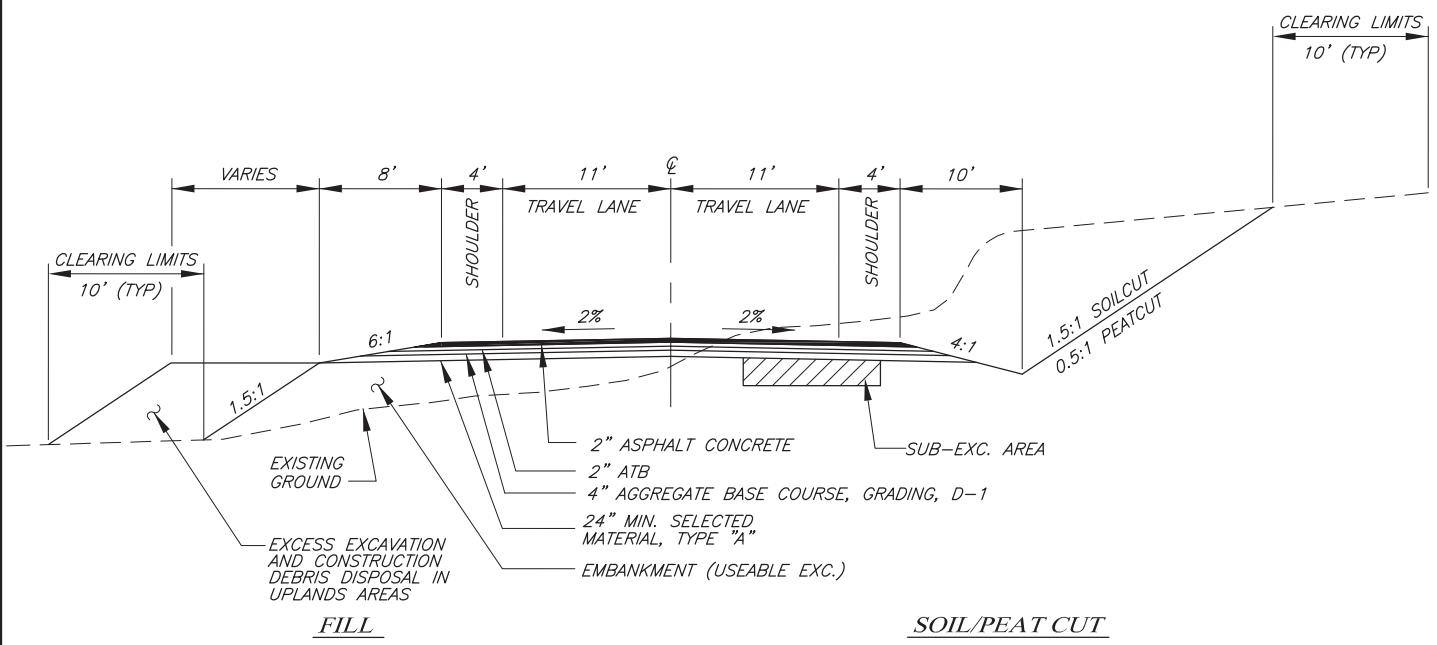 CLEARING LIMITS
10' (TYP)
VARIES
8'
4'
11'
℄
11'
4'
10'
SHOULDER
TRAVEL LANE
TRAVEL LANE
SHOULDER
CLEARING LIMITS
10' (TYP)
2%
2%
6:1
4:1
1.5:1 SOILCUT
0.5:1 PEATCUT
1.5:1
2" ASPHALT CONCRETE
SUB-EXC. AREA
EXISTING
GROUND
2" ATB
4" AGGREGATE BASE COURSE, GRADING, D-1
24" MIN. SELECTED
MATERIAL, TYPE "A"
EMBANKMENT (USEABLE EXC.)
EXCESS EXCAVATION
AND CONSTRUCTION
DEBRIS DISPOSAL IN
UPLANDS AREAS
FILL
SOIL/PEAT CUT